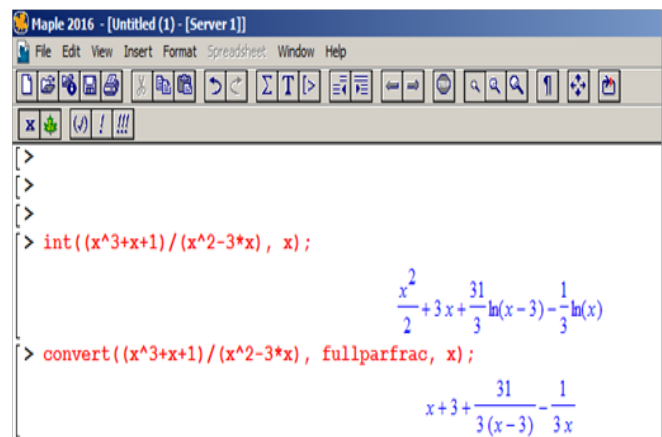 Maple 2016 - [Untitled (1) - [Server 1]]
File Edit View Insert Format Spreadsheet Window Help
Σ T [>
x (√) ! !!!
[>
[>
[>
[> int((x^3+x+1)/(x^2-3*x), x);
x^2/2 + 3 x + 31/3 ln(x − 3) − 1/3 ln(x)
[> convert((x^3+x+1)/(x^2-3*x), fullparfrac, x);
x + 3 + 31/(3 (x − 3)) − 1/(3 x)